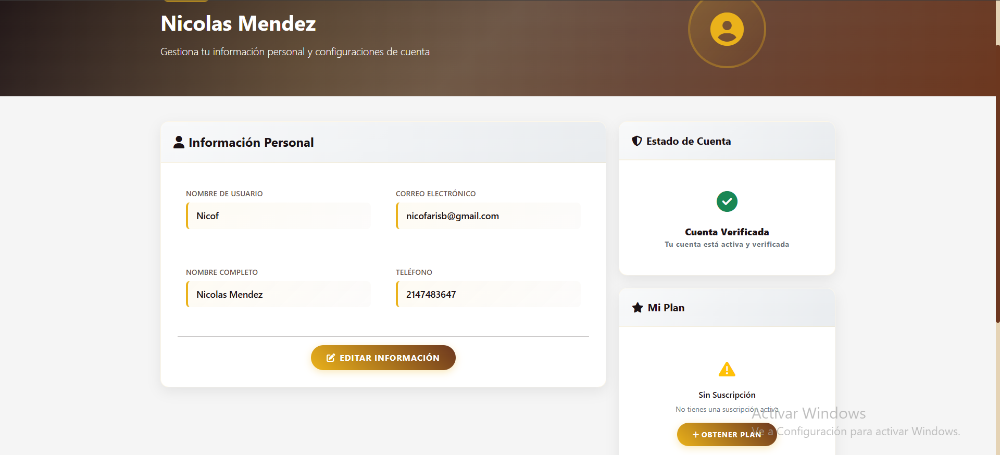 Nicolas Mendez
Gestiona tu información personal y configuraciones de cuenta
Información Personal
NOMBRE DE USUARIO
Nicof
CORREO ELECTRÓNICO
nicofarisb@gmail.com
NOMBRE COMPLETO
Nicolas Mendez
TELÉFONO
2147483647
EDITAR INFORMACIÓN
Estado de Cuenta
Cuenta Verificada
Tu cuenta está activa y verificada
Mi Plan
Sin Suscripción
No tienes una suscripción activa
OBTENER PLAN
Activar Windows
Ve a Configuración para activar Windows.